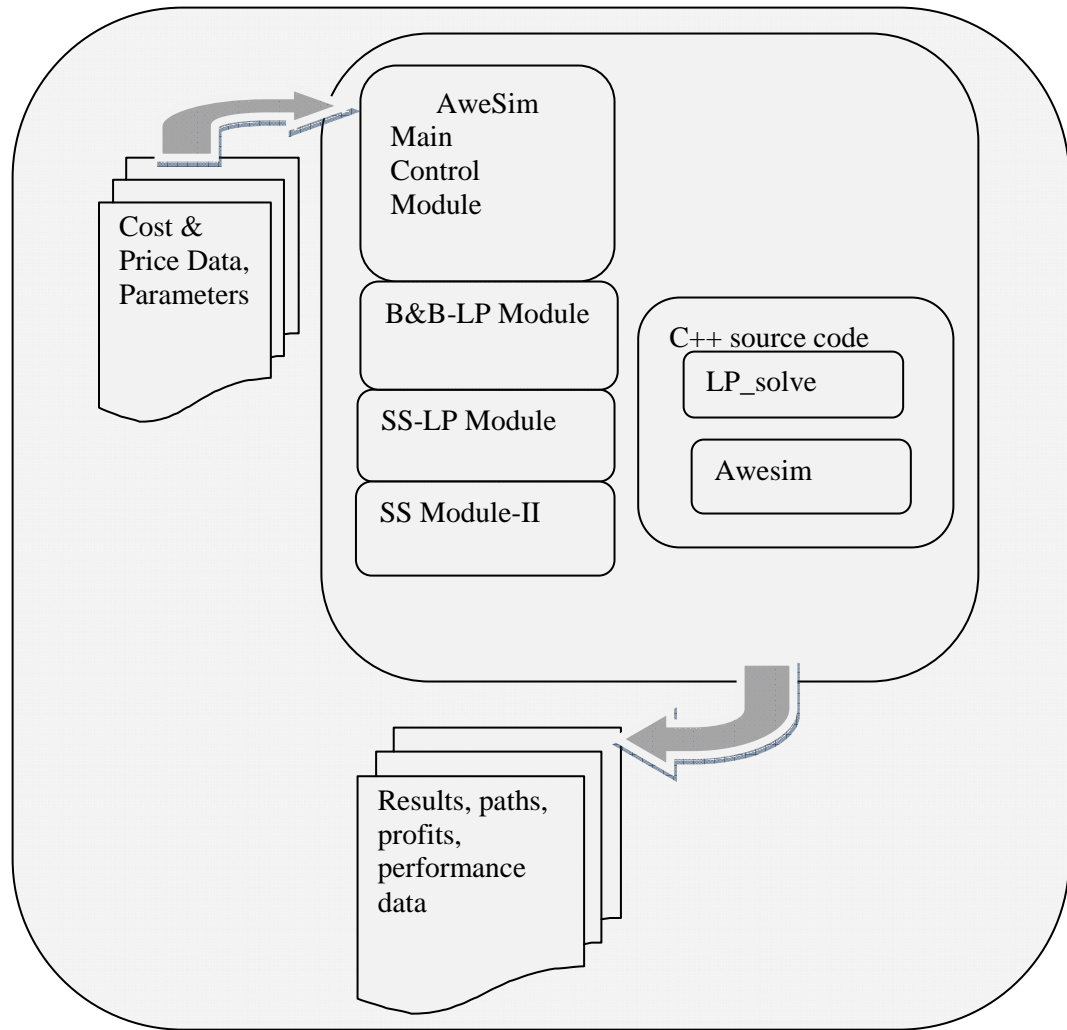 AweSim
Main
Control
Module
Cost &
Price Data,
Parameters
B&B-LP Module
C++ source code
LP_solve
SS-LP Module
Awesim
SS Module-II
Results, paths,
profits,
performance
data